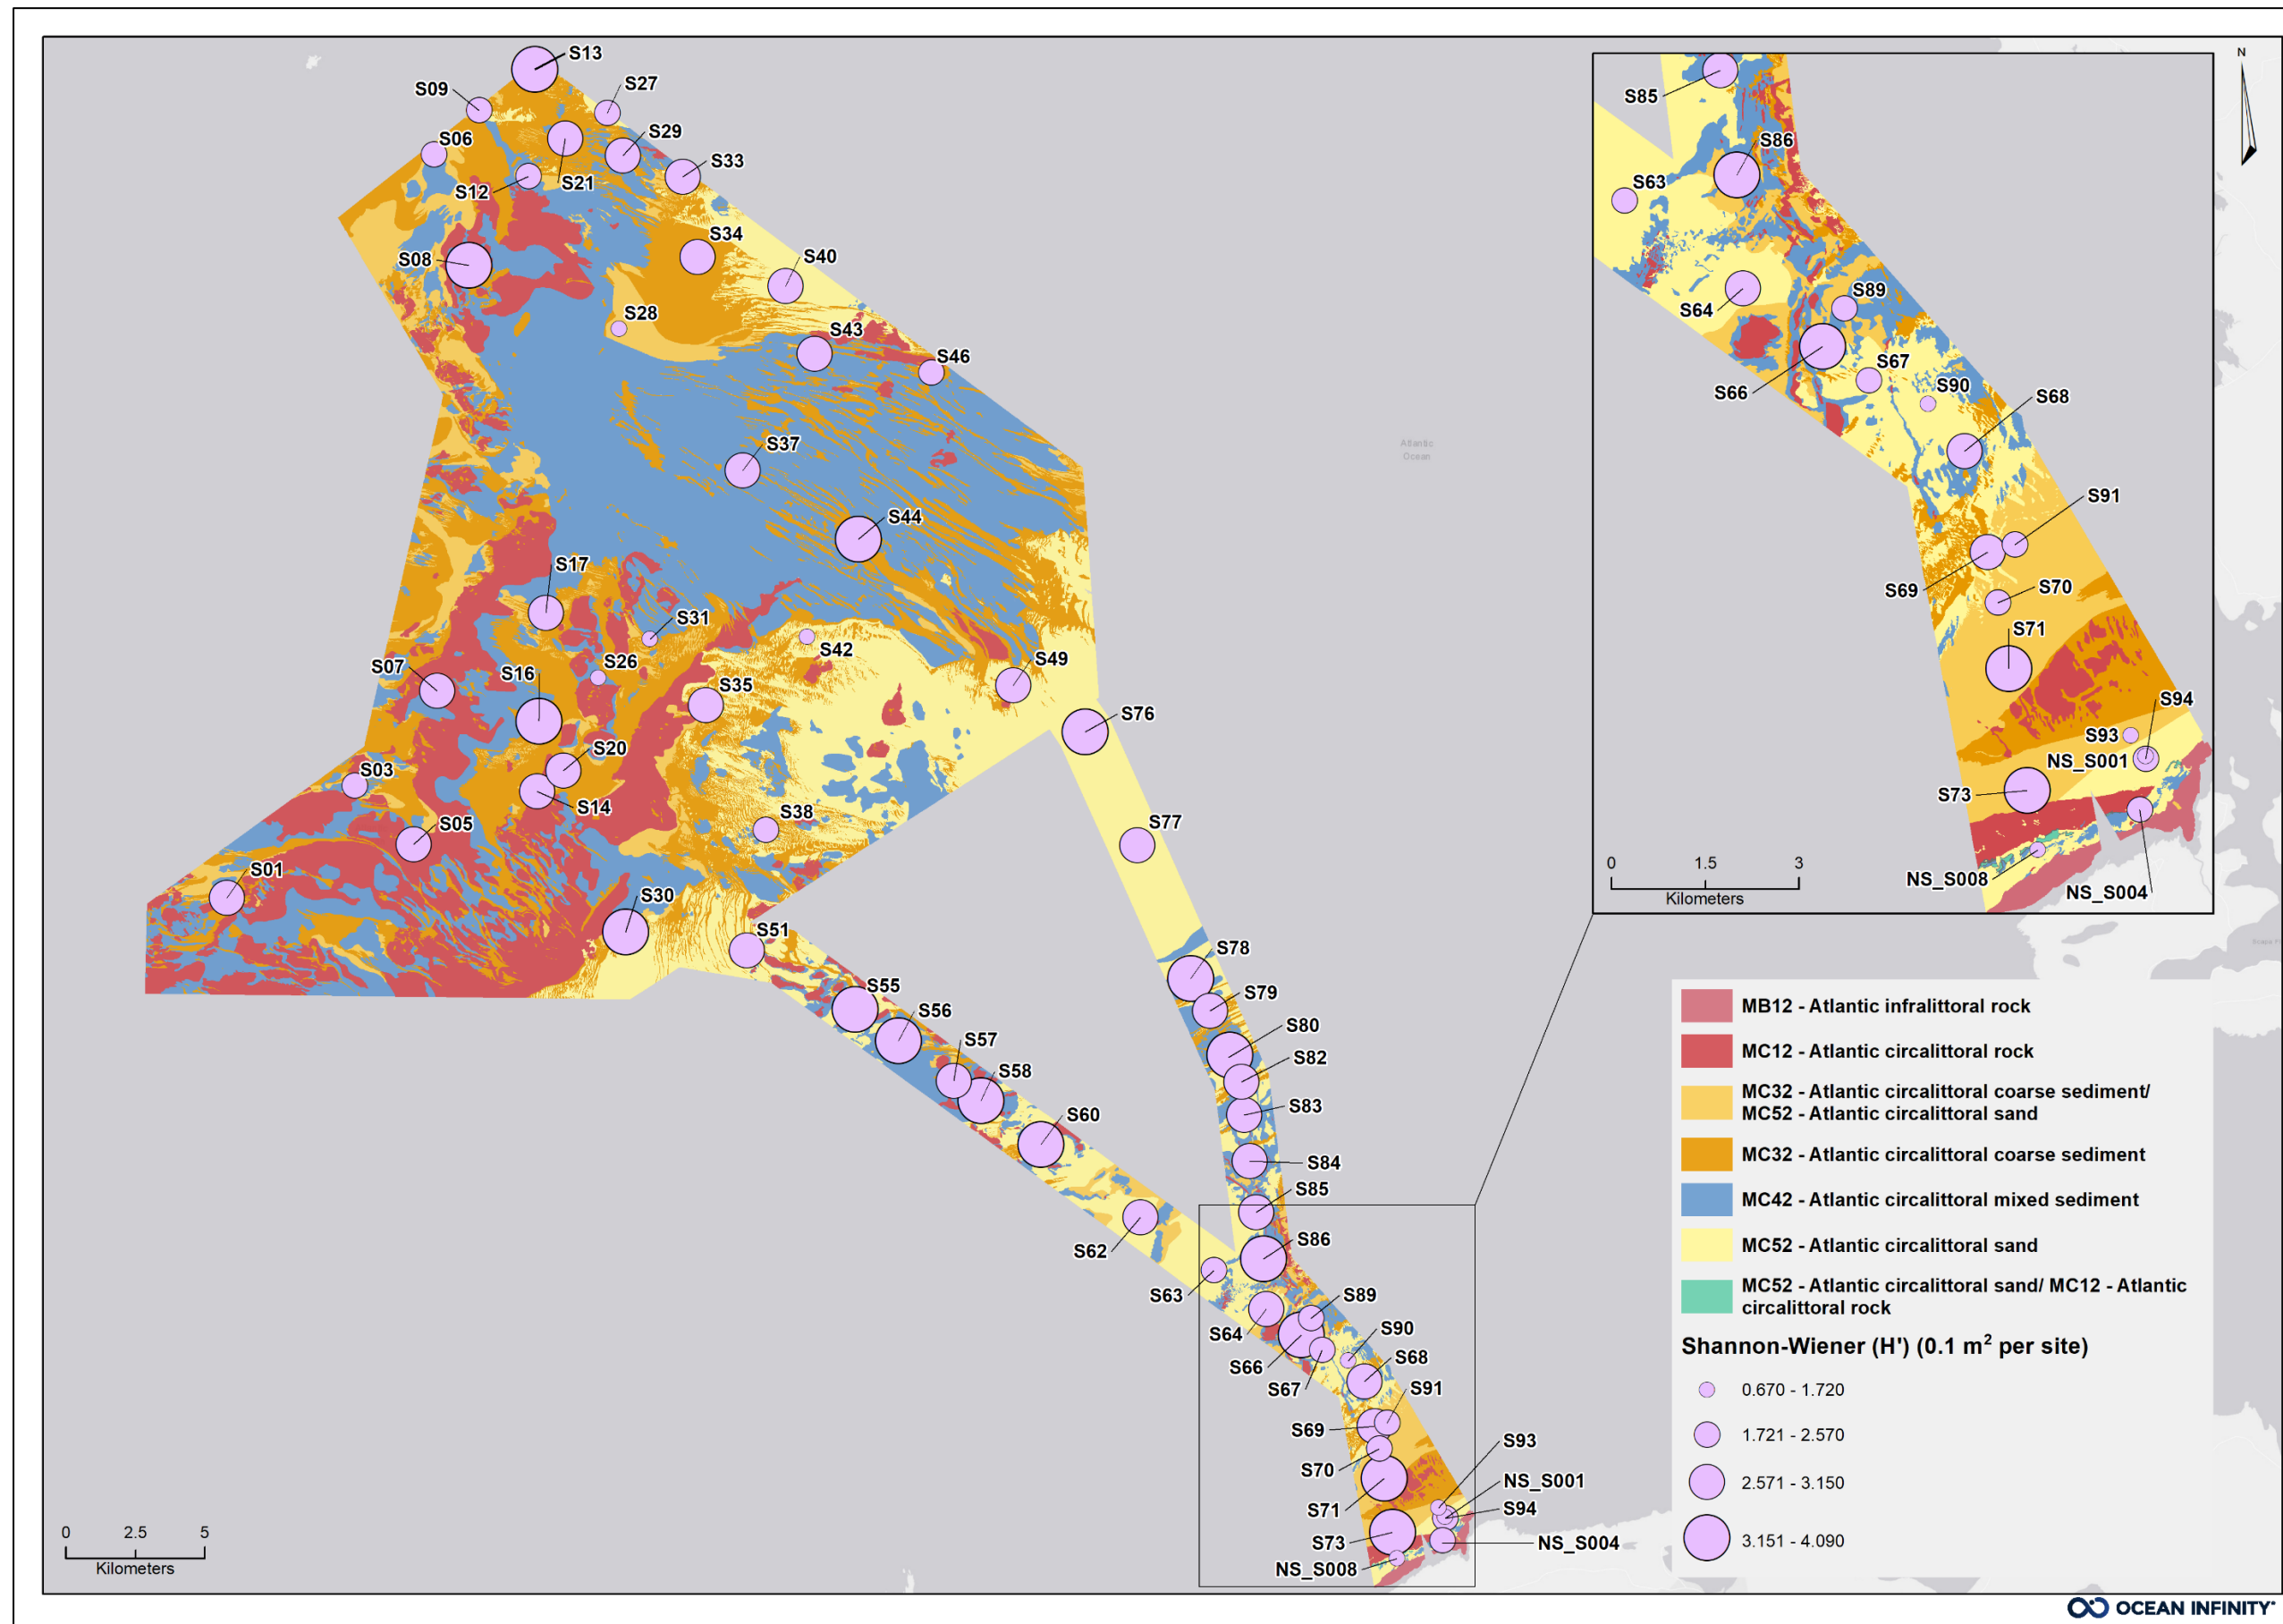 S13
S09
S27
S06
S29
S33
S12
S21
S34
S08
S40
S28
S43
S46
S37
S44
S17
S31
S26
S42
S07
S16
S49
S35
S76
S20
S03
S14
S38
S77
S05
S01
S30
S51
S78
S55
S79
S56
S80
S57
S82
S58
S83
S60
S84
S85
S62
S86
S63
S89
S64
S90
S66
S68
S67
S91
S69
S93
S70
NS_S001
S71
S94
S73
NS_S004
NS_S008
0 2.5 5
Kilometers
Atlantic
Ocean
N
S85
S86
S63
S89
S64
S67
S66
S90
S68
S91
S69
S70
S71
S94
S93
NS_S001
S73
NS_S008
NS_S004
0 1.5 3
Kilometers
MB12 - Atlantic infralittoral rock
MC12 - Atlantic circalittoral rock
MC32 - Atlantic circalittoral coarse sediment/
MC52 - Atlantic circalittoral sand
MC32 - Atlantic circalittoral coarse sediment
MC42 - Atlantic circalittoral mixed sediment
MC52 - Atlantic circalittoral sand
MC52 - Atlantic circalittoral sand/ MC12 - Atlantic
circalittoral rock
Shannon-Wiener (H') (0.1 m² per site)
0.670 - 1.720
1.721 - 2.570
2.571 - 3.150
3.151 - 4.090
OCEAN INFINITY